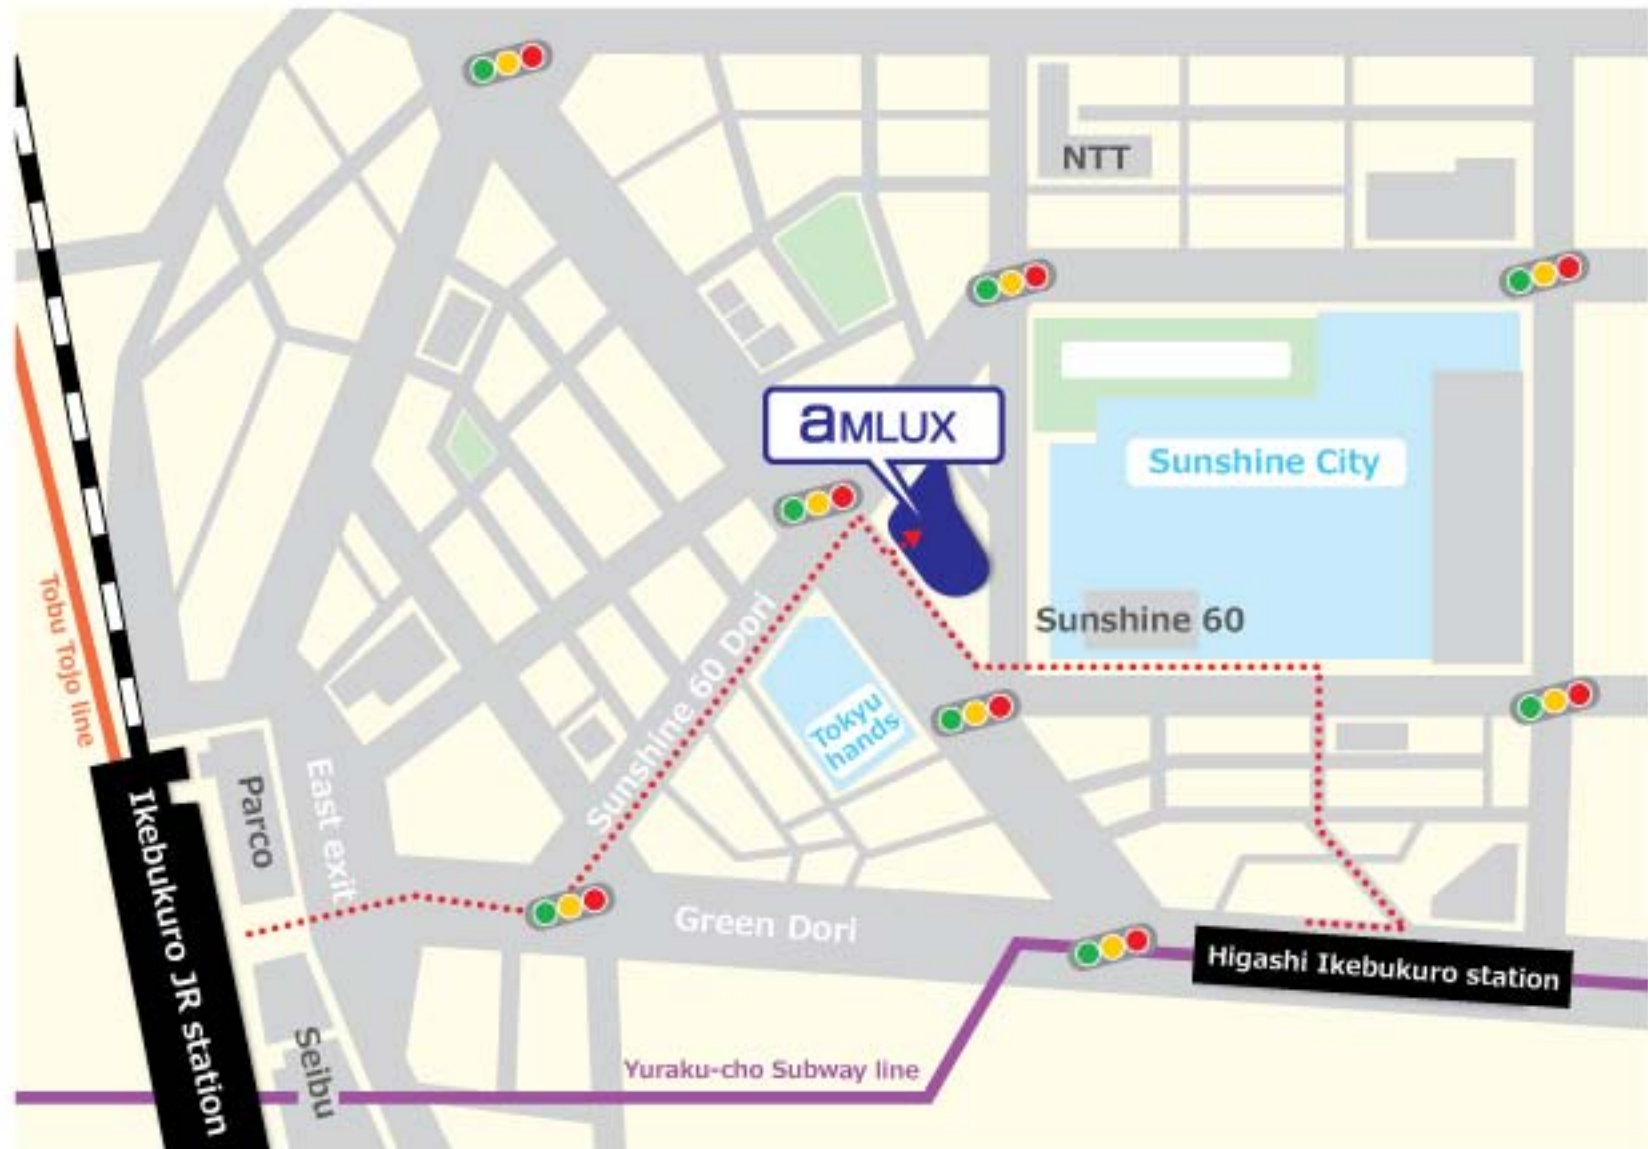 NTT
aMLUX
Sunshine City
Sunshine 60
Tobu Tojo line
Sunshine 60 Dori
Tokyu
hands
Parco
East exit
Ikebukuro JR station
Green Dori
Higashi Ikebukuro station
Seibu
Yuraku-cho Subway line